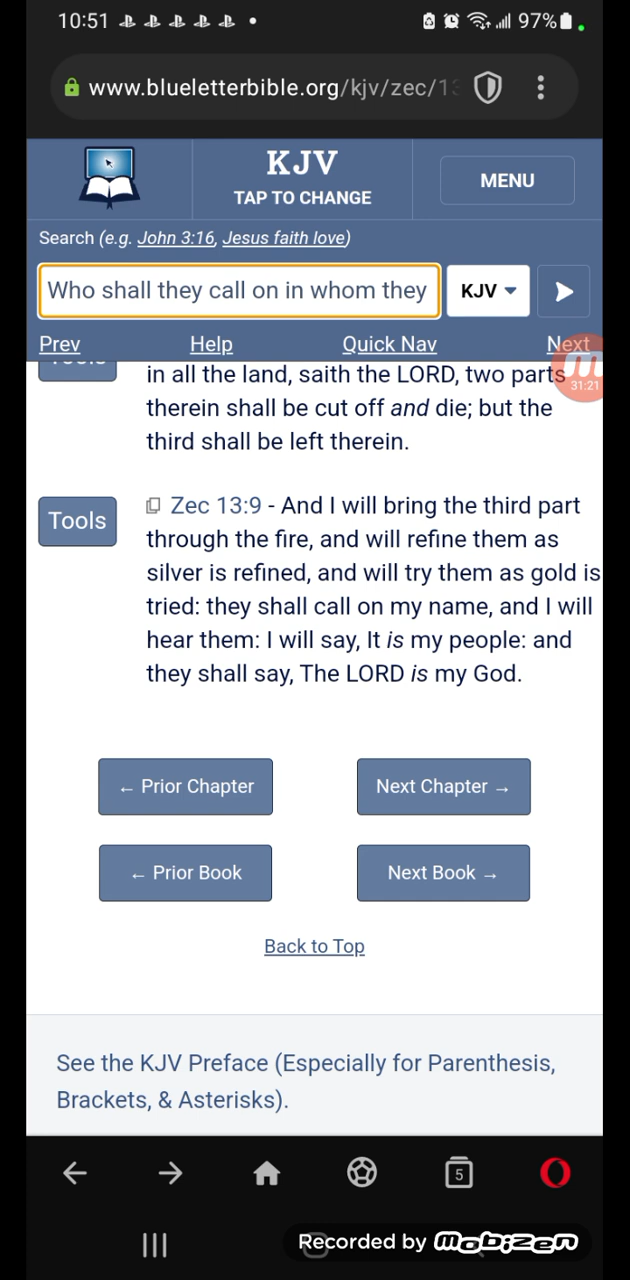 10:51 97%
www.blueletterbible.org/kjv/zec/13
KJV
TAP TO CHANGE
MENU
Search (e.g. John 3:16, Jesus faith love)
Who shall they call on in whom they
KJV
Prev Help Quick Nav Next
31:21
Tools
in all the land, saith the LORD, two parts
therein shall be cut off and die; but the
third shall be left therein.
Tools
Zec 13:9 - And I will bring the third part
through the fire, and will refine them as
silver is refined, and will try them as gold is
tried: they shall call on my name, and I will
hear them: I will say, It is my people: and
they shall say, The LORD is my God.
← Prior Chapter Next Chapter →
← Prior Book Next Book →
Back to Top
See the KJV Preface (Especially for Parenthesis,
Brackets, & Asterisks).
5
Recorded by mobizen